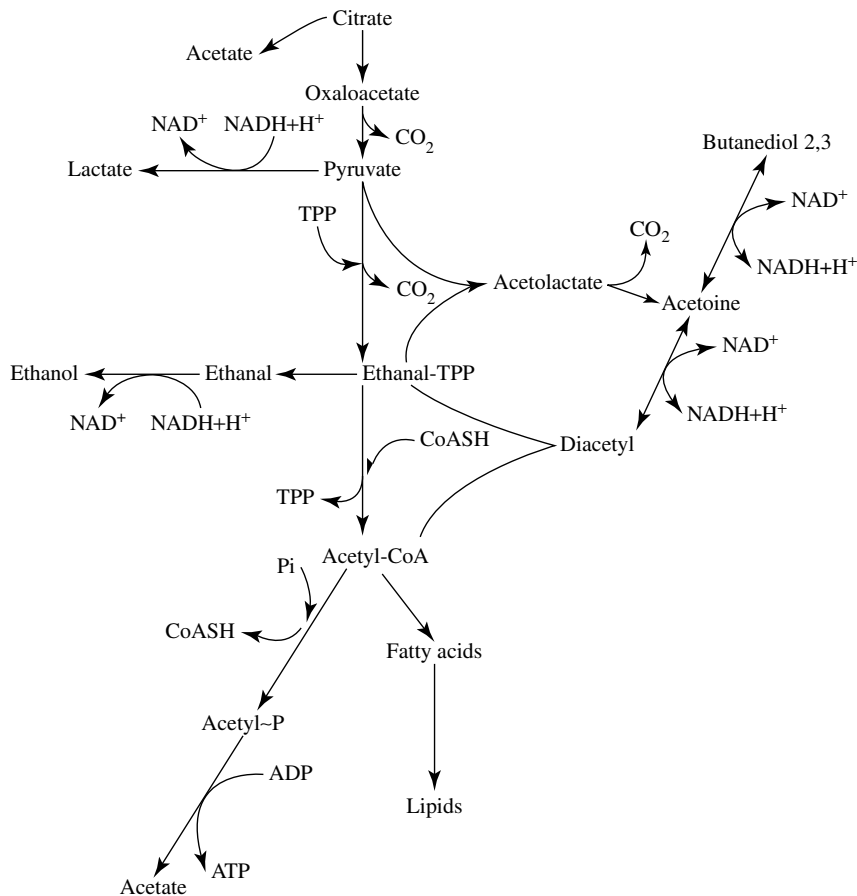 Citrate
Acetate
Oxaloacetate
NAD⁺ NADH+H⁺
CO₂
Butanediol 2,3
Lactate
Pyruvate
NAD⁺
TPP
CO₂
NADH+H⁺
CO₂
Acetolactate
Acetoine
NAD⁺
Ethanol
Ethanal
Ethanal-TPP
NAD⁺ NADH+H⁺
NADH+H⁺
CoASH
Diacetyl
TPP
Acetyl-CoA
Pi
CoASH
Fatty acids
Acetyl~P
ADP
Lipids
ATP
Acetate